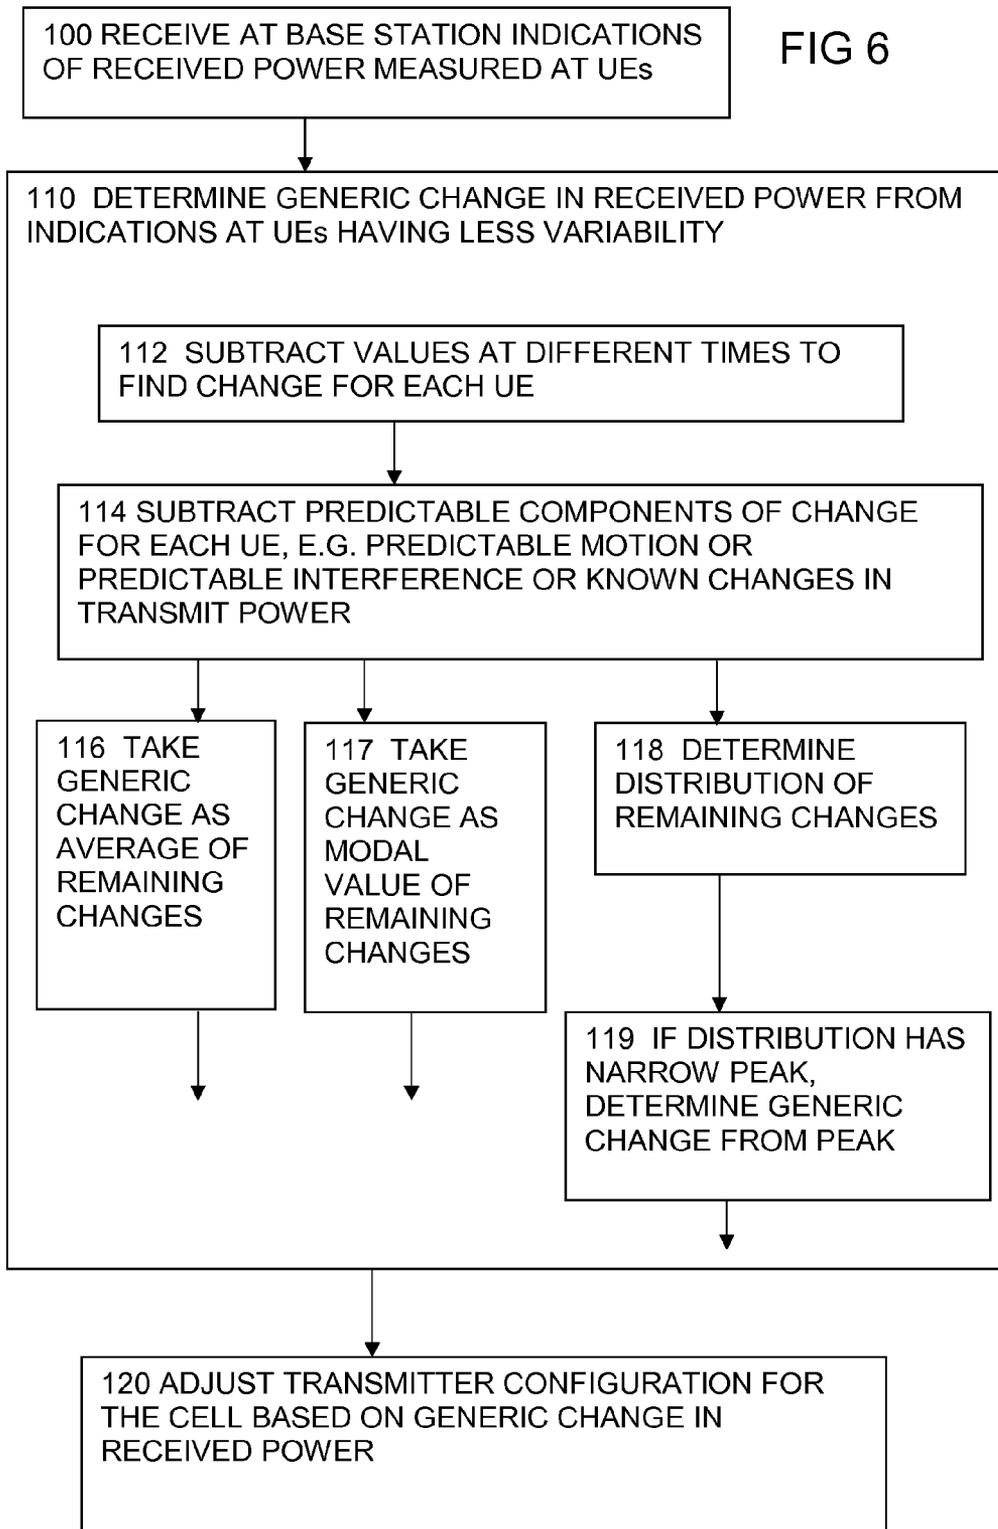 100 RECEIVE AT BASE STATION INDICATIONS
OF RECEIVED POWER MEASURED AT UEs
FIG 6
110 DETERMINE GENERIC CHANGE IN RECEIVED POWER FROM
INDICATIONS AT UEs HAVING LESS VARIABILITY
112 SUBTRACT VALUES AT DIFFERENT TIMES TO
FIND CHANGE FOR EACH UE
114 SUBTRACT PREDICTABLE COMPONENTS OF CHANGE
FOR EACH UE, E.G. PREDICTABLE MOTION OR
PREDICTABLE INTERFERENCE OR KNOWN CHANGES IN
TRANSMIT POWER
116 TAKE
GENERIC
CHANGE AS
AVERAGE OF
REMAINING
CHANGES
117 TAKE
GENERIC
CHANGE AS
MODAL
VALUE OF
REMAINING
CHANGES
118 DETERMINE
DISTRIBUTION OF
REMAINING CHANGES
119 IF DISTRIBUTION HAS
NARROW PEAK,
DETERMINE GENERIC
CHANGE FROM PEAK
120 ADJUST TRANSMITTER CONFIGURATION FOR
THE CELL BASED ON GENERIC CHANGE IN
RECEIVED POWER